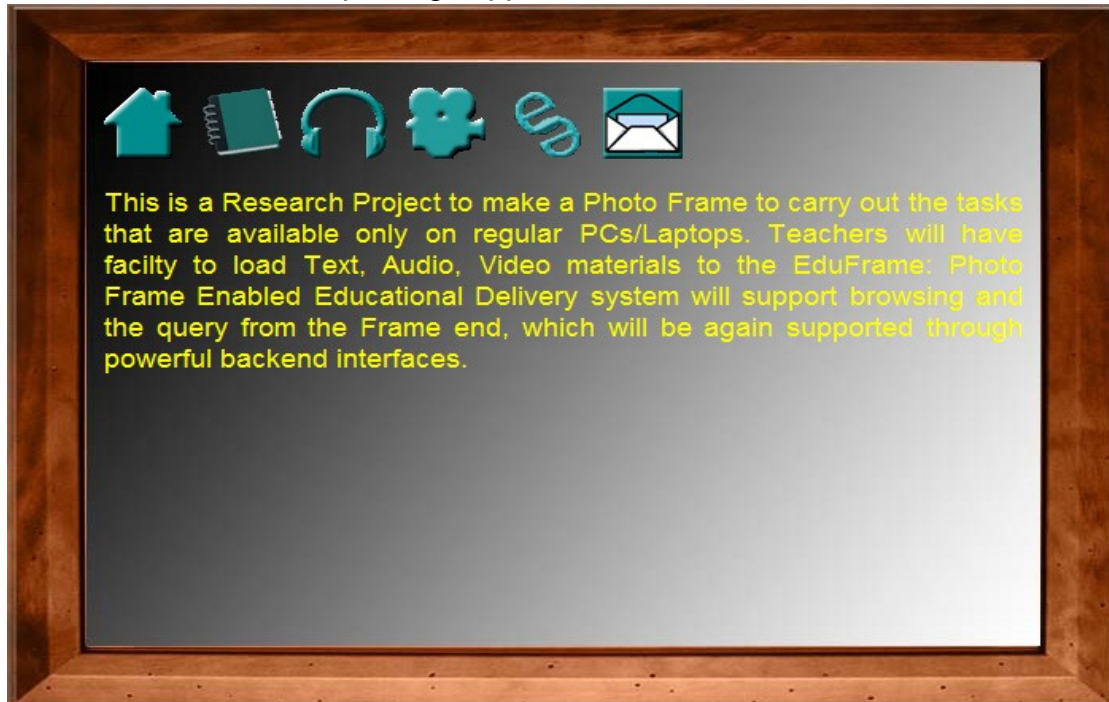 This is a Research Project to make a Photo Frame to carry out the tasks
that are available only on regular PCs/Laptops. Teachers will have
facilty to load Text, Audio, Video materials to the EduFrame: Photo
Frame Enabled Educational Delivery system will support browsing and
the query from the Frame end, which will be again supported through
powerful backend interfaces.